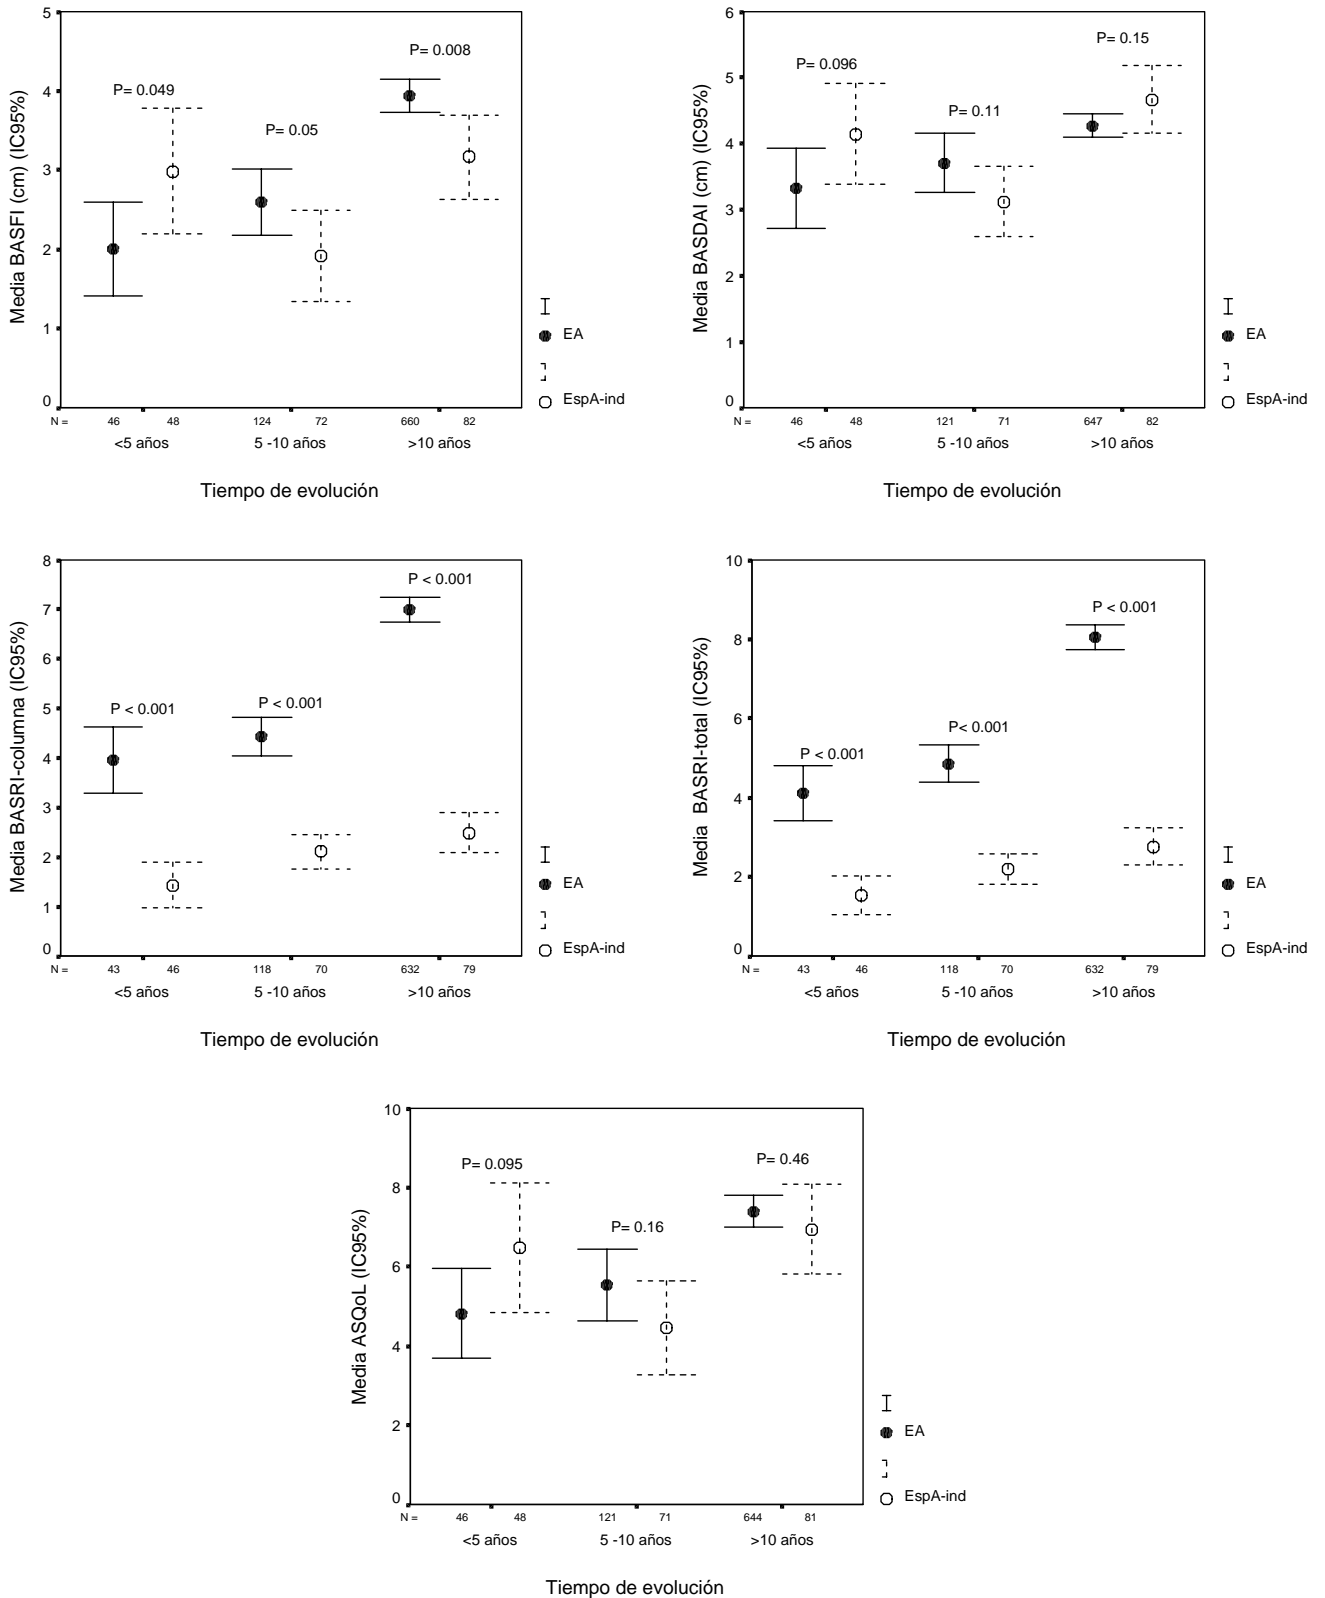 Media BASFI (cm) (IC95%)
5
4
3
2
1
0
P= 0.049
P= 0.05
P= 0.008
N =
46
48
124
72
660
82
<5 años
5 -10 años
>10 años
Tiempo de evolución
EA
EspA-ind
Media BASDAI (cm) (IC95%)
6
5
4
3
2
1
0
P= 0.096
P= 0.11
P= 0.15
N =
46
48
121
71
647
82
<5 años
5 -10 años
>10 años
Tiempo de evolución
EA
EspA-ind
Media BASRI-columna (IC95%)
8
7
6
5
4
3
2
1
0
P < 0.001
P < 0.001
P < 0.001
N =
43
46
118
70
632
79
<5 años
5 -10 años
>10 años
Tiempo de evolución
EA
EspA-ind
Media BASRI-total (IC95%)
10
8
6
4
2
0
P < 0.001
P< 0.001
P < 0.001
N =
43
46
118
70
632
79
<5 años
5 -10 años
>10 años
Tiempo de evolución
EA
EspA-ind
Media ASQoL (IC95%)
10
8
6
4
2
0
P= 0.095
P= 0.16
P= 0.46
N =
46
48
121
71
644
81
<5 años
5 -10 años
>10 años
Tiempo de evolución
EA
EspA-ind